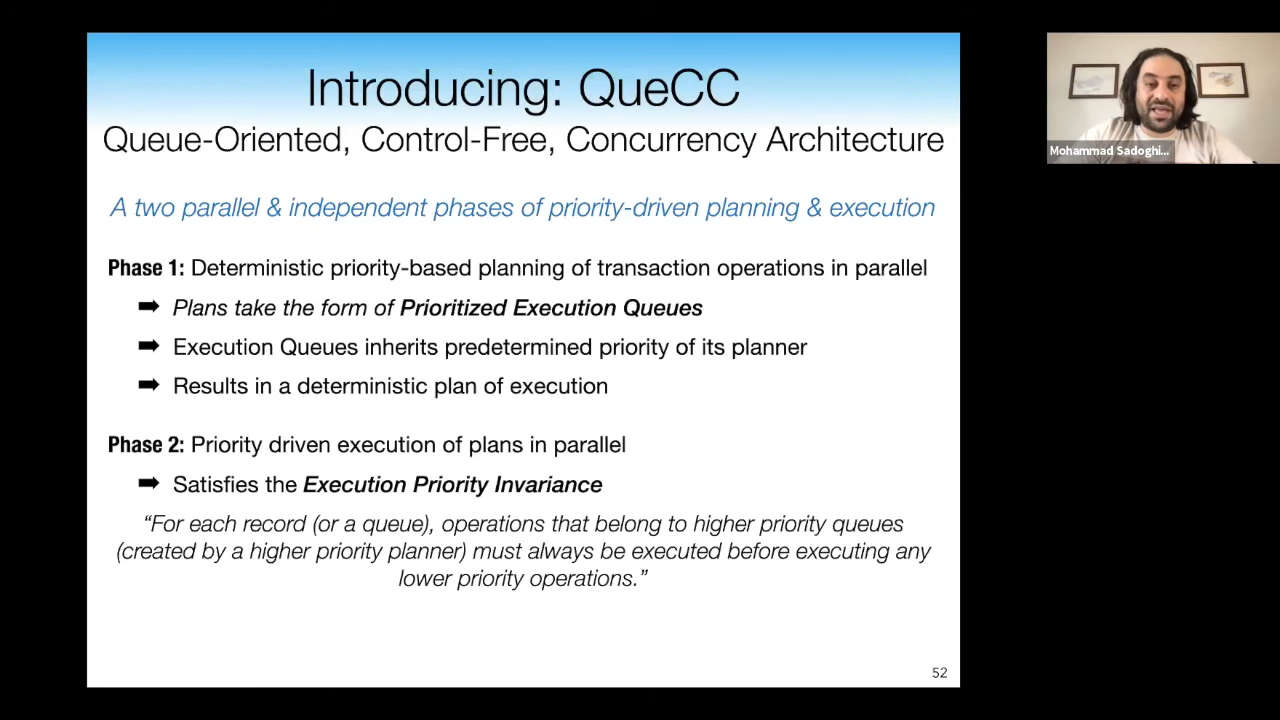 Introducing: QueCC
Queue-Oriented, Control-Free, Concurrency Architecture
A two parallel & independent phases of priority-driven planning & execution
Phase 1: Deterministic priority-based planning of transaction operations in parallel
➡ Plans take the form of Prioritized Execution Queues
➡ Execution Queues inherits predetermined priority of its planner
➡ Results in a deterministic plan of execution
Phase 2: Priority driven execution of plans in parallel
➡ Satisfies the Execution Priority Invariance
“For each record (or a queue), operations that belong to higher priority queues
(created by a higher priority planner) must always be executed before executing any
lower priority operations.”
52
Mohammad Sadoghi...